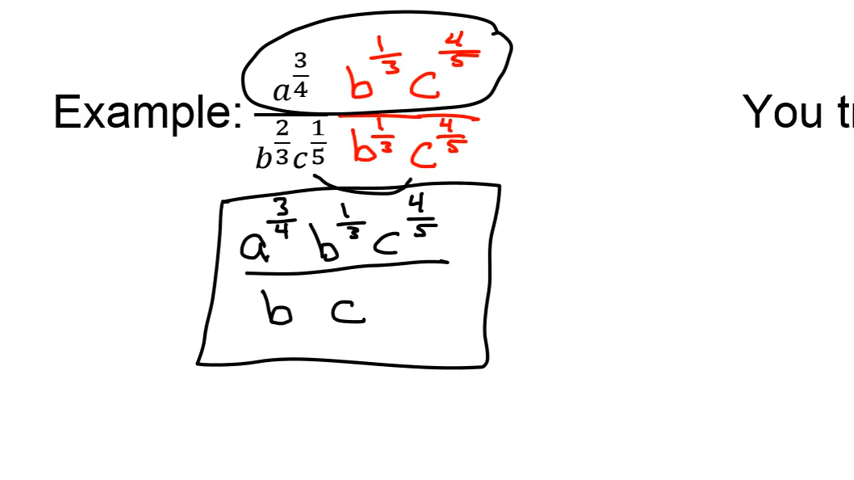 a^{3/4} b^{1/3} c^{4/5}
Example: You t
b^{2/3} c^{1/5} b^{1/3} c^{4/5}
a^{3/4} b^{1/3} c^{4/5}
b c